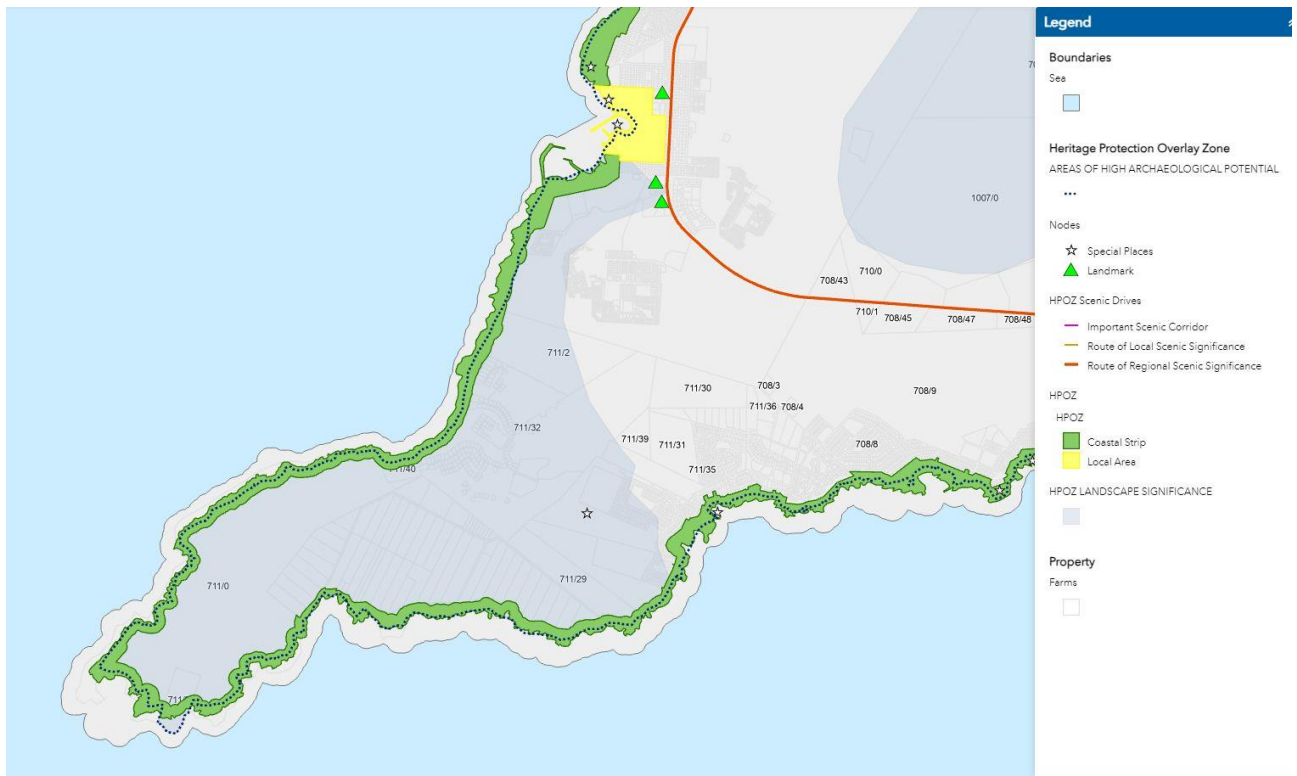 Legend
Boundaries
Sea
Heritage Protection Overlay Zone
AREAS OF HIGH ARCHAEOLOGICAL POTENTIAL
Nodes
Special Places
Landmark
HPOZ Scenic Drives
Important Scenic Corridor
Route of Local Scenic Significance
Route of Regional Scenic Significance
HPOZ
HPOZ
Coastal Strip
Local Area
HPOZ LANDSCAPE SIGNIFICANCE
Property
Farms
1007/0
708/43
710/0
710/1
708/45
708/47
708/48
711/2
711/30
708/3
708/9
711/36
708/4
711/32
711/39
711/31
708/8
711/35
711/40
711/0
711/29